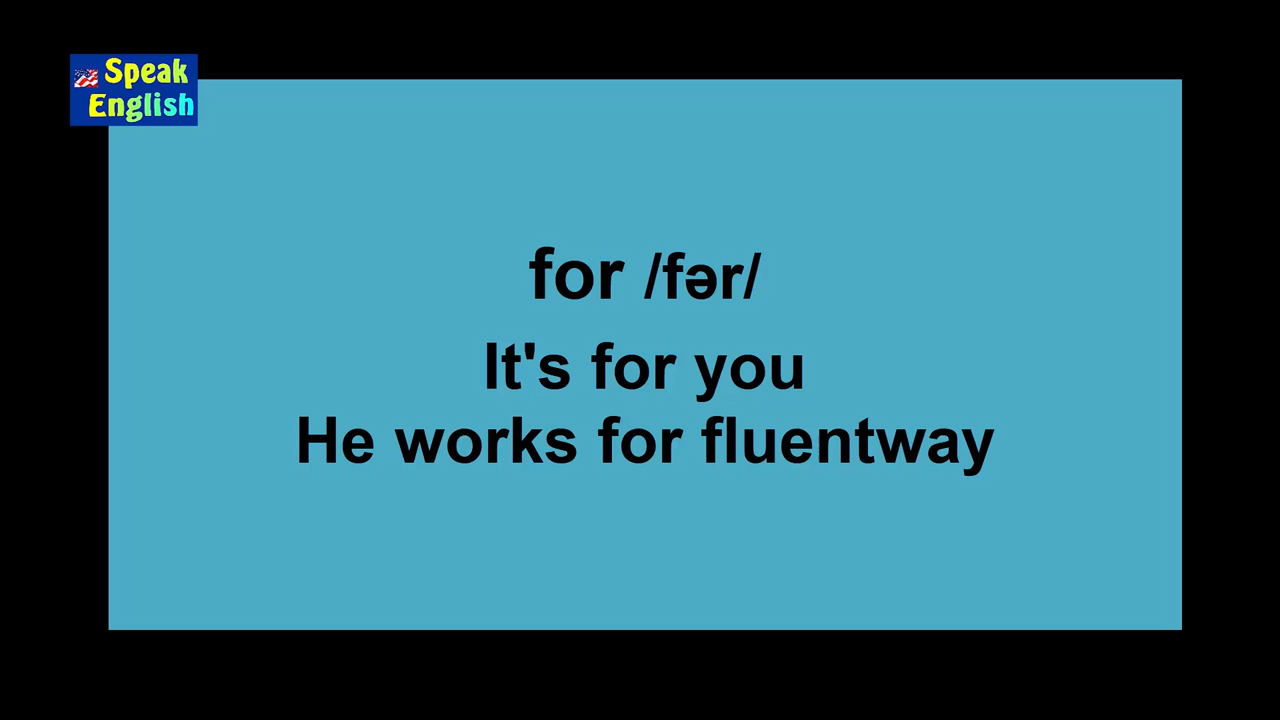 Speak
English
for /fər/
It's for you
He works for fluentway